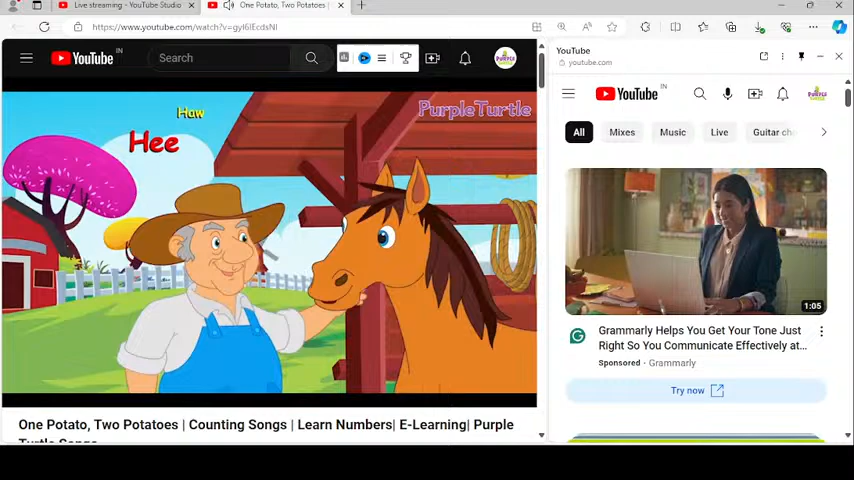 Live streaming - YouTube Studio
One Potato, Two Potatoes |
https://www.youtube.com/watch?v=gyI6IEcdsNI
YouTube IN
Search
Haw
Hee
PurpleTurtle
One Potato, Two Potatoes | Counting Songs | Learn Numbers| E-Learning| Purple
Turtle Songs
YouTube
youtube.com
YouTube IN
All
Mixes
Music
Live
Guitar
1:05
Grammarly Helps You Get Your Tone Just
Right So You Communicate Effectively at...
Sponsored · Grammarly
Try now